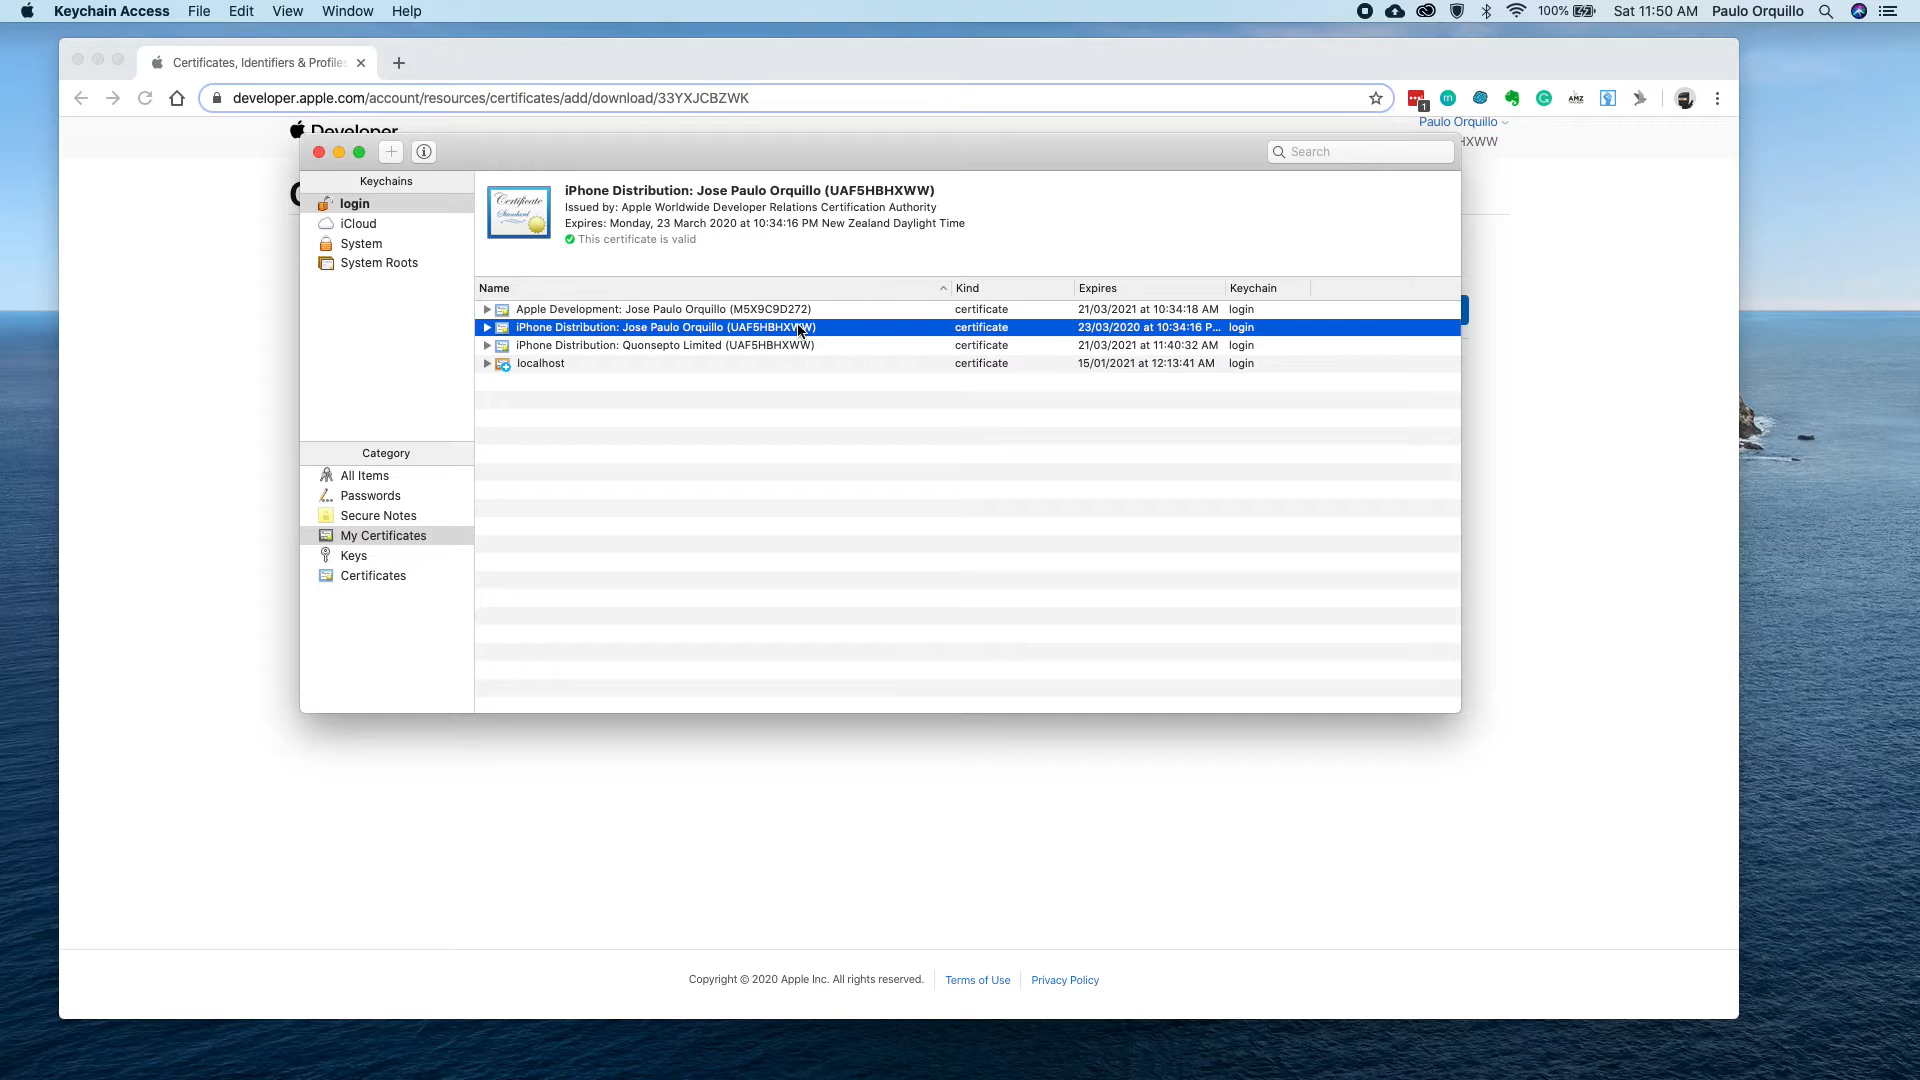 Keychain Access File Edit View Window Help
100% Sat 11:50 AM Paulo Orquillo
Certificates, Identifiers & Profiles
developer.apple.com/account/resources/certificates/add/download/33YXJCBZWK
1
AMZ
Developer
Paulo Orquillo
HXWW
Search
Keychains
login
iCloud
System
System Roots
Certificate
Standard
iPhone Distribution: Jose Paulo Orquillo (UAF5HBHXWW)
Issued by: Apple Worldwide Developer Relations Certification Authority
Expires: Monday, 23 March 2020 at 10:34:16 PM New Zealand Daylight Time
This certificate is valid
Name Kind Expires Keychain
Apple Development: Jose Paulo Orquillo (M5X9C9D272) certificate 21/03/2021 at 10:34:18 AM login
iPhone Distribution: Jose Paulo Orquillo (UAF5HBHXWW) certificate 23/03/2020 at 10:34:16 P... login
iPhone Distribution: Quonsepto Limited (UAF5HBHXWW) certificate 21/03/2021 at 11:40:32 AM login
localhost certificate 15/01/2021 at 12:13:41 AM login
Category
All Items
Passwords
Secure Notes
My Certificates
Keys
Certificates
Copyright © 2020 Apple Inc. All rights reserved. Terms of Use Privacy Policy